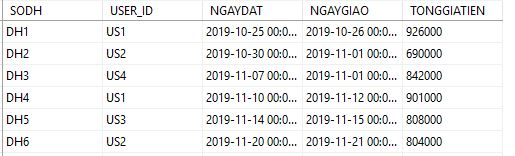 SODH USER_ID NGAYDAT NGAYGIAO TONGGIATIEN
DH1 US1 2019-10-25 00:0... 2019-10-26 00:0... 926000
DH2 US2 2019-10-30 00:0... 2019-11-01 00:0... 690000
DH3 US4 2019-11-07 00:0... 2019-11-01 00:0... 842000
DH4 US1 2019-11-10 00:0... 2019-11-12 00:0... 901000
DH5 US3 2019-11-14 00:0... 2019-11-15 00:0... 808000
DH6 US2 2019-11-20 00:0... 2019-11-21 00:0... 804000